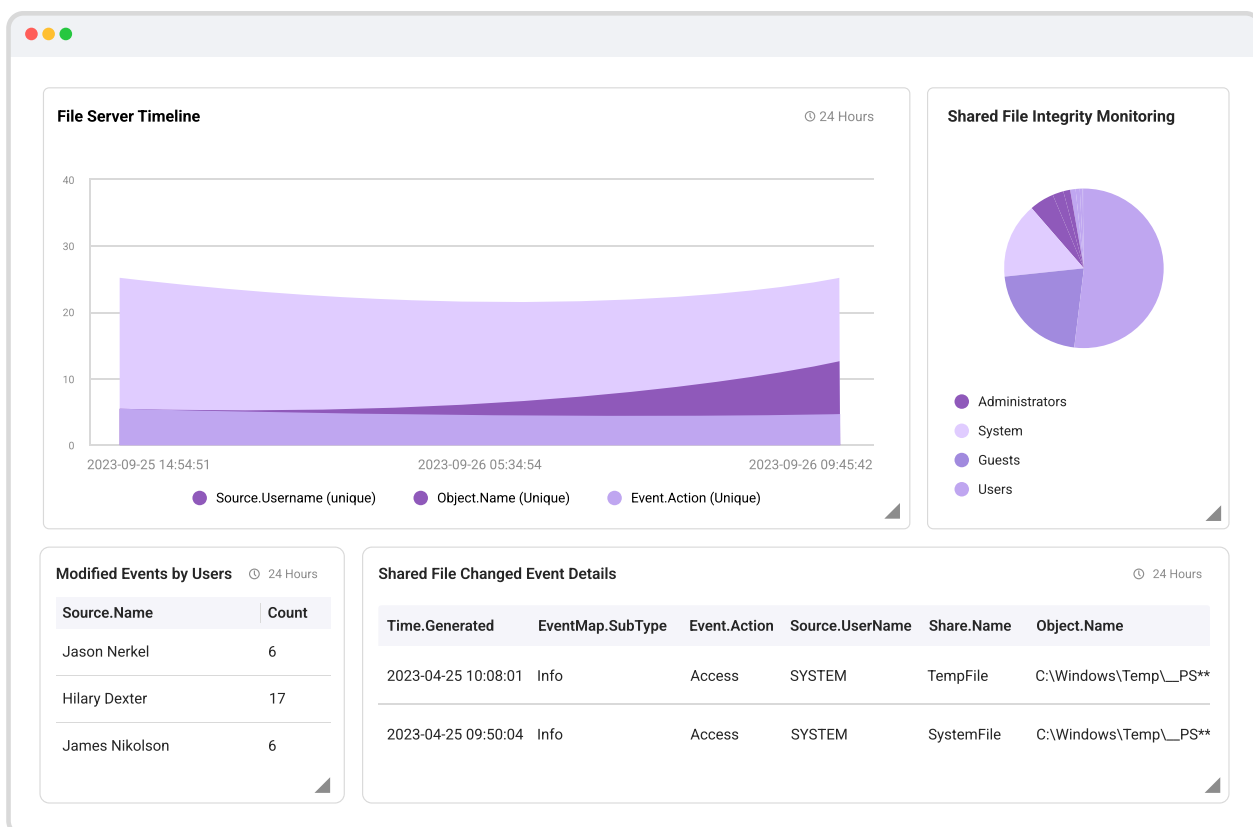 File Server Timeline
24 Hours
40
30
20
10
0
2023-09-25 14:54:51 2023-09-26 05:34:54 2023-09-26 09:45:42
Source.Username (unique) Object.Name (Unique) Event.Action (Unique)
Shared File Integrity Monitoring
Administrators
System
Guests
Users
Modified Events by Users 24 Hours
Source.Name Count
Jason Nerkel 6
Hilary Dexter 17
James Nikolson 6
Shared File Changed Event Details 24 Hours
Time.Generated EventMap.SubType Event.Action Source.UserName Share.Name Object.Name
2023-04-25 10:08:01 Info Access SYSTEM TempFile C:\Windows\Temp\__PS**
2023-04-25 09:50:04 Info Access SYSTEM SystemFile C:\Windows\Temp\__PS**